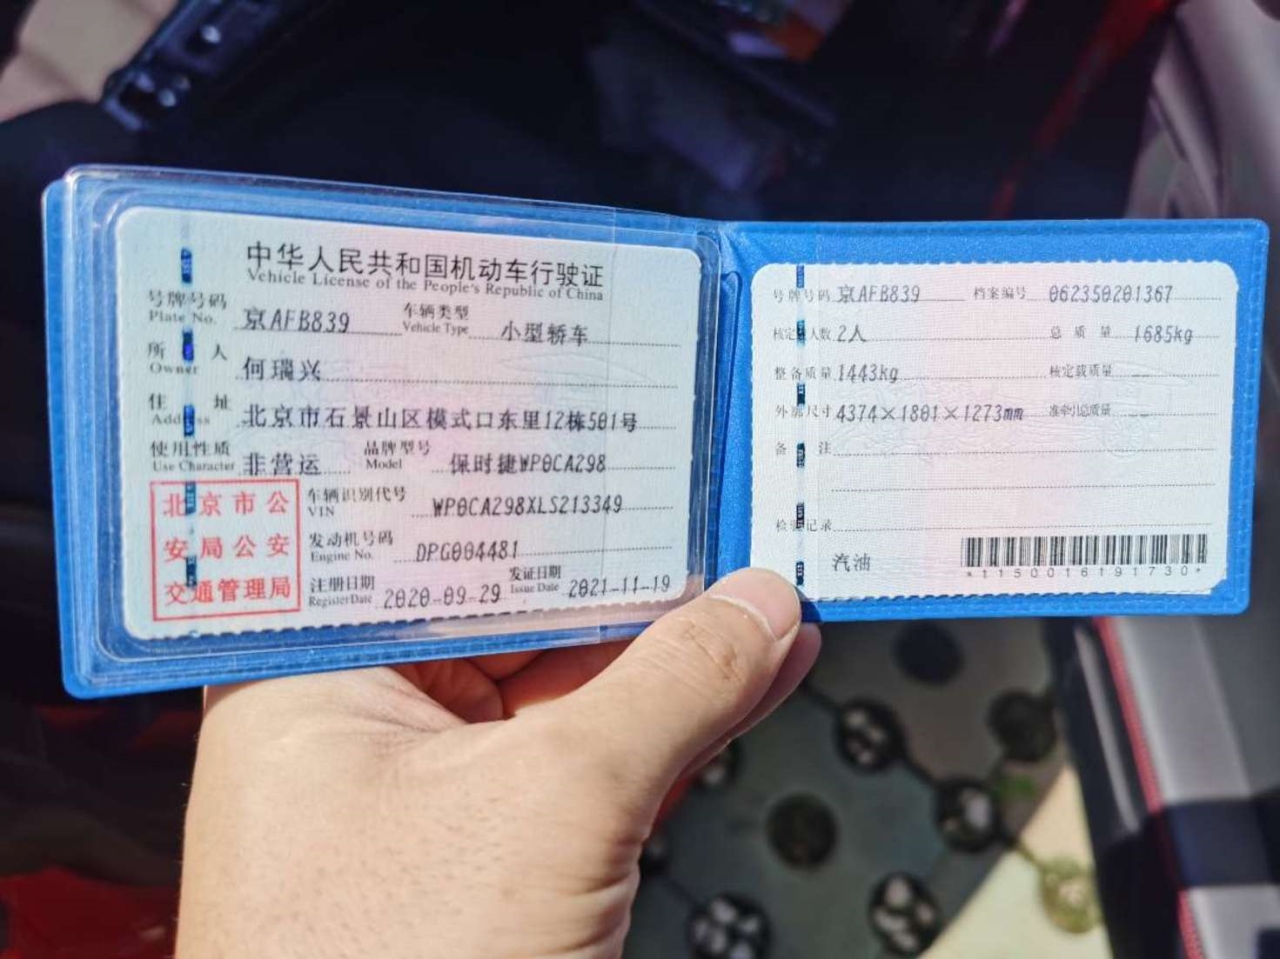 中华人民共和国机动车行驶证
Vehicle License of the People's Republic of China
号牌号码 京AFB839 车辆类型 小型轿车
Plate No. Vehicle Type
所 人 何瑞兴
Owner
住 址 北京市石景山区模式口东里12栋501号
Address
使用性质 非营运 品牌型号 保时捷WP0CA298
Use Character Model
北京市公
安局公安
交通管理局
车辆识别代号 WP0CA298XLS213349
VIN
发动机号码 DPG004481
Engine No.
注册日期 2020-09-29 发证日期 2021-11-19
Register Date Issue Date
号牌号码 京AFB839 档案编号 062350201367
核定人数 2人 总质量 1685kg
整备质量 1443kg 核定载质量
外廓尺寸 4374×1801×1273mm 准牵引总质量
备 注
检验记录
汽油
*1150016191730*